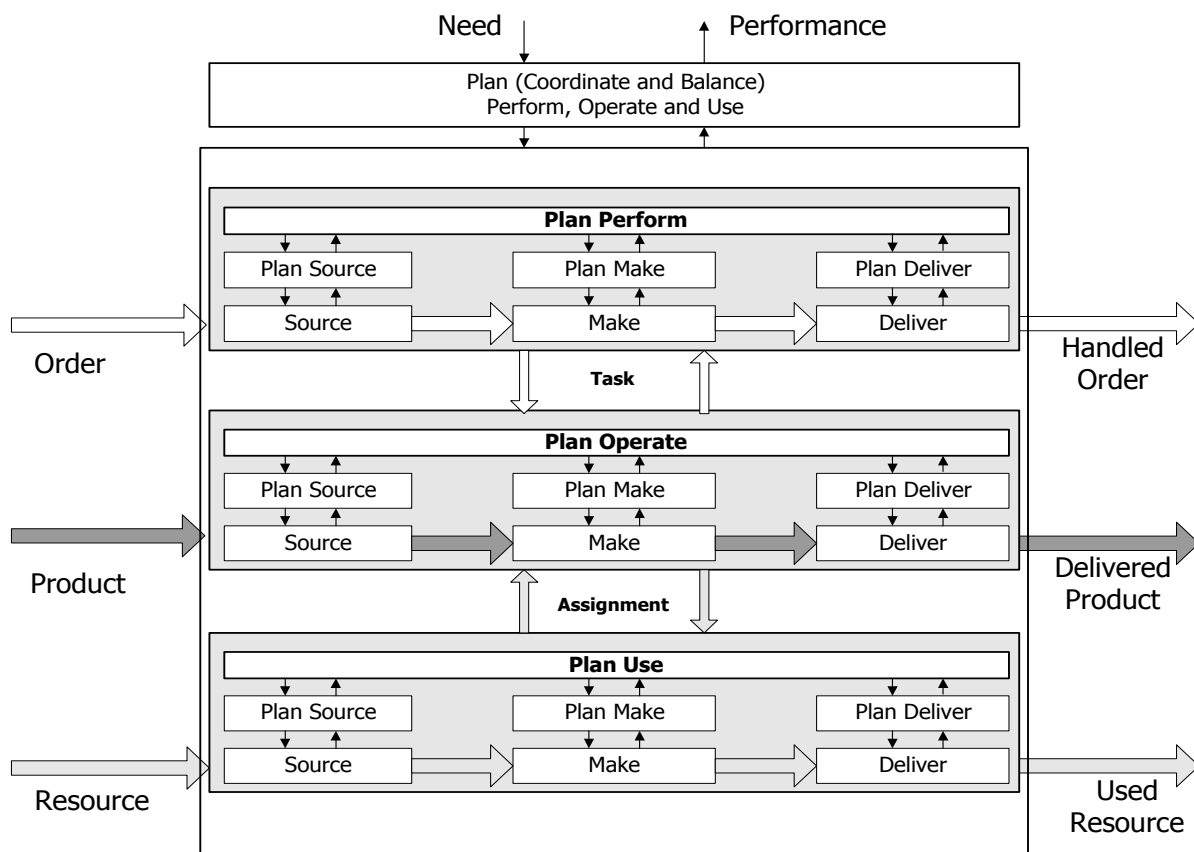 Need
Performance
Plan (Coordinate and Balance)
Perform, Operate and Use
Plan Perform
Plan Source
Plan Make
Plan Deliver
Source
Make
Deliver
Order
Handled
Order
Task
Plan Operate
Plan Source
Plan Make
Plan Deliver
Source
Make
Deliver
Product
Delivered
Product
Assignment
Plan Use
Plan Source
Plan Make
Plan Deliver
Source
Make
Deliver
Resource
Used
Resource